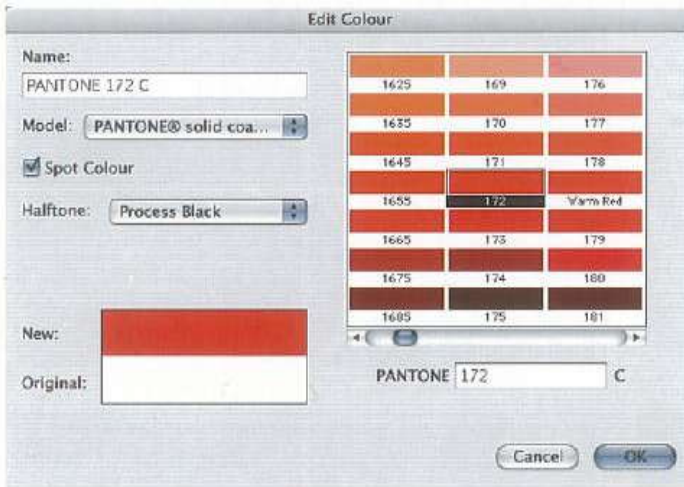 Edit Colour
Name:
PANTONE 172 C
Model: PANTONE® solid coa...
Spot Colour
Halftone: Process Black
New:
Original:
1625 169 176
1635 170 177
1645 171 178
1655 172 Warm Red
1665 173 179
1675 174 180
1685 175 181
PANTONE 172 C
Cancel OK